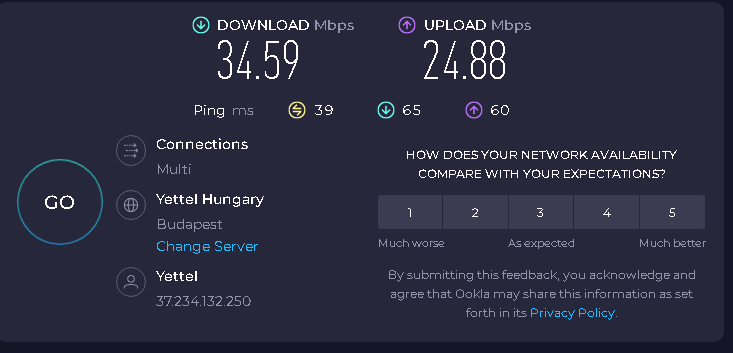 DOWNLOAD Mbps
34.59
UPLOAD Mbps
24.88
Ping ms 39 65 60
GO
Connections
Multi
Yettel Hungary
Budapest
Change Server
Yettel
37.234.132.250
HOW DOES YOUR NETWORK AVAILABILITY
COMPARE WITH YOUR EXPECTATIONS?
1 2 3 4 5
Much worse As expected Much better
By submitting this feedback, you acknowledge and
agree that Ookla may share this information as set
forth in its Privacy Policy.